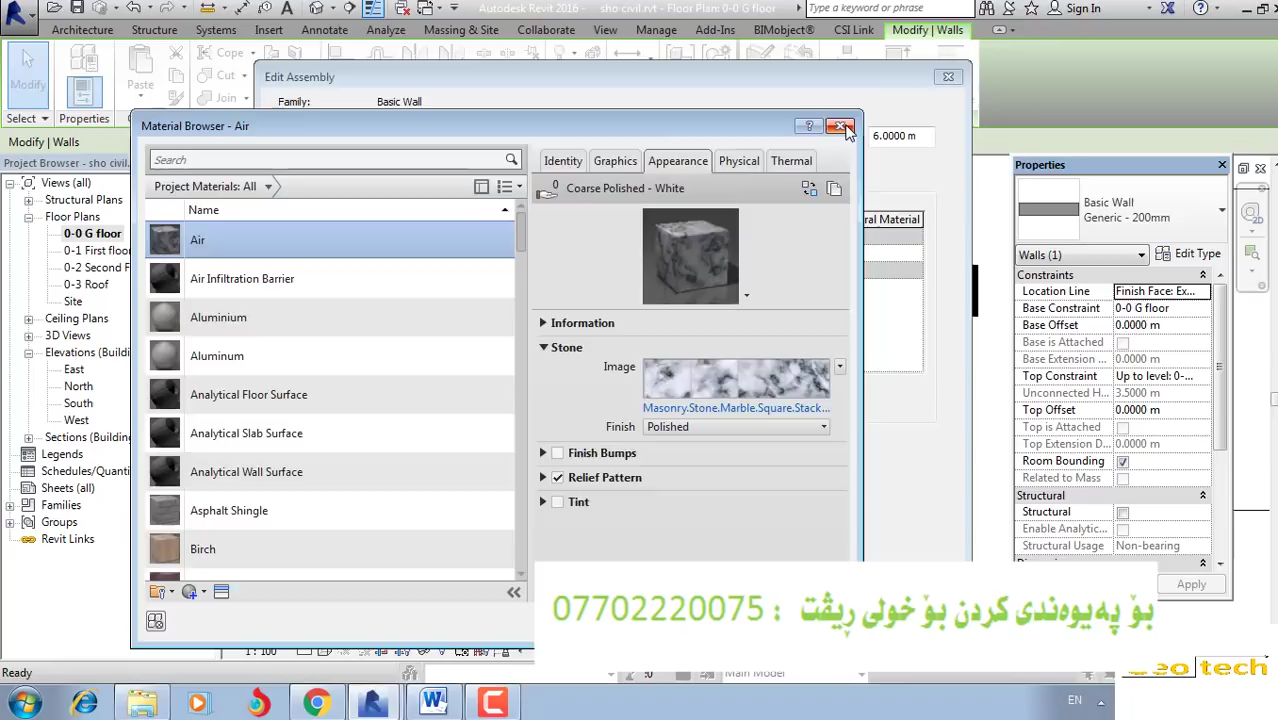 Autodesk Revit 2016 - sho civil.rvt - Floor Plan: 0-0 G floor
Type a keyword or phrase
Sign In
Architecture Structure Systems Insert Annotate Analyze Massing & Site Collaborate View Manage Add-Ins BIMobject® CSI Link Modify | Walls
Modify
Paste
Cope
Cut
Join
Select Properties
Modify | Walls
Edit Assembly
Family: Basic Wall
6.0000 m
ral Material
Project Browser - sho civil.rvt
Views (all)
Structural Plans
Floor Plans
0-0 G floor
0-1 First floor
0-2 Second F
0-3 Roof
Site
Ceiling Plans
3D Views
Elevations (Building
East
North
South
West
Sections (Building
Legends
Schedules/Quanti
Sheets (all)
Families
Groups
Revit Links
Material Browser - Air
Search
Project Materials: All
Name
Air
Air Infiltration Barrier
Aluminium
Aluminum
Analytical Floor Surface
Analytical Slab Surface
Analytical Wall Surface
Asphalt Shingle
Birch
Identity Graphics Appearance Physical Thermal
0
Coarse Polished - White
Information
Stone
Image
Masonry.Stone.Marble.Square.Stack...
Finish Polished
Finish Bumps
Relief Pattern
Tint
Properties
Basic Wall
Generic - 200mm
Walls (1) Edit Type
Constraints
Location Line Finish Face: Ex...
Base Constraint 0-0 G floor
Base Offset 0.0000 m
Base is Attached
Base Extension 0.0000 m
Top Constraint Up to level: 0-...
Unconnected H... 3.5000 m
Top Offset 0.0000 m
Top is Attached
Top Extension D... 0.0000 m
Room Bounding
Related to Mass
Structural
Structural
Enable Analytic...
Structural Usage Non-bearing
Apply
بۆ پەیوەندی کردن بۆ خولی ڕیڤت : 07702220075
1 : 100
Ready
:0
Main Model
eo tech
EN